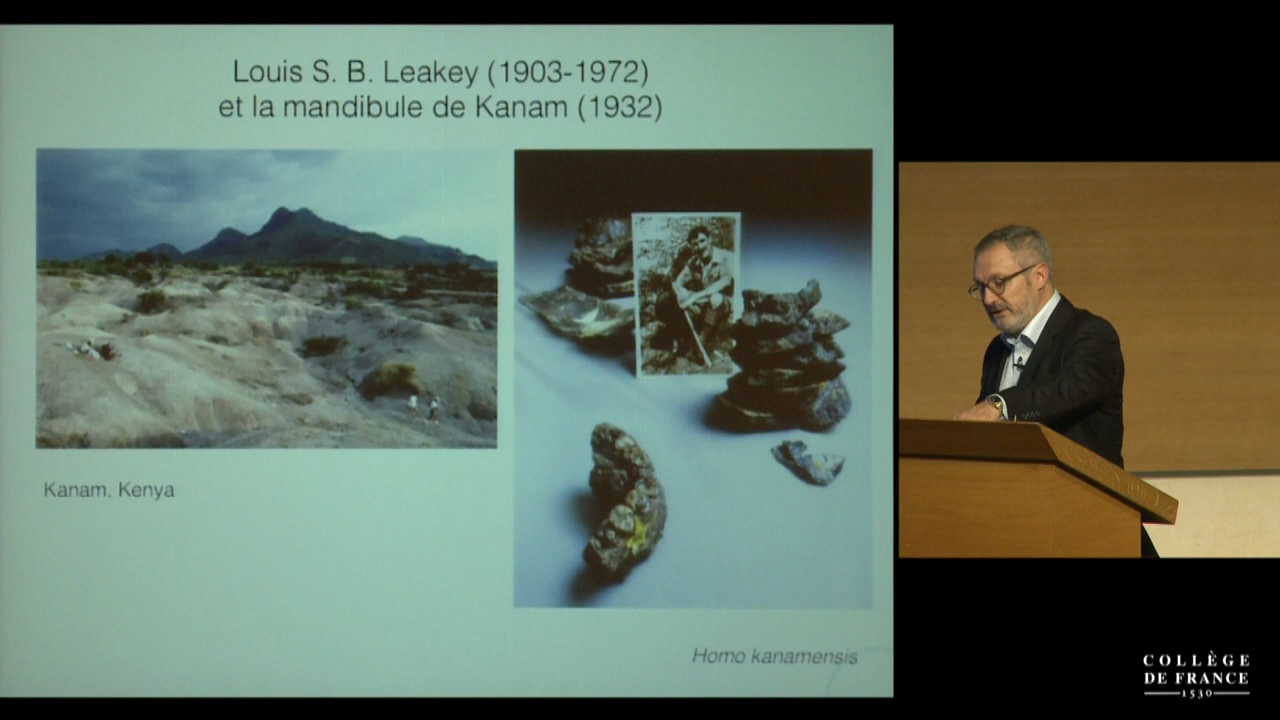 Louis S. B. Leakey (1903-1972)
et la mandibule de Kanam (1932)
Kanam, Kenya
Homo kanamensis
COLLÈGE
DE FRANCE
1530